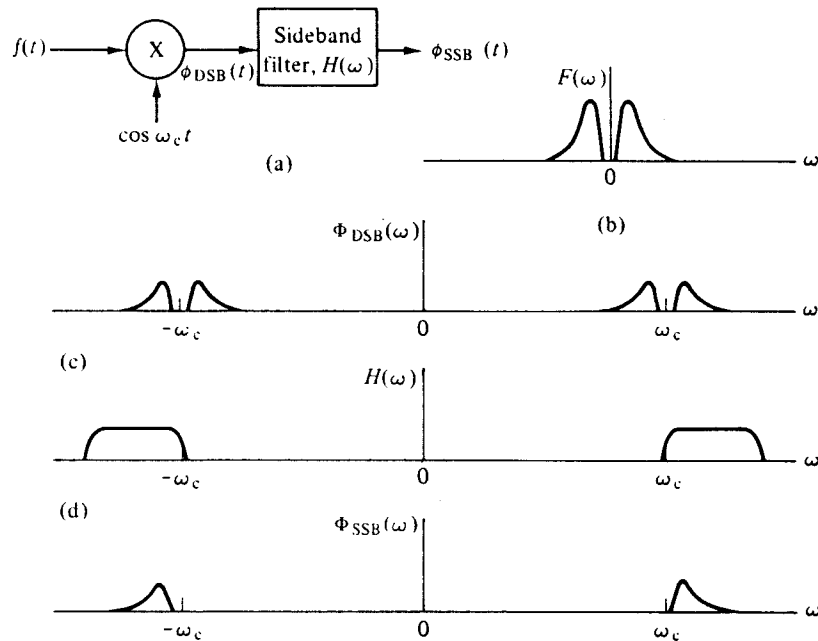 f(t)
X
ϕ_DSB(t)
Sideband
filter, H(ω)
ϕ_SSB (t)
cos ω_c t
(a)
F(ω)
0
ω
(b)
Φ_DSB(ω)
-ω_c
0
ω_c
ω
(c)
H(ω)
-ω_c
0
ω_c
ω
(d)
Φ_SSB(ω)
-ω_c
0
ω_c
ω